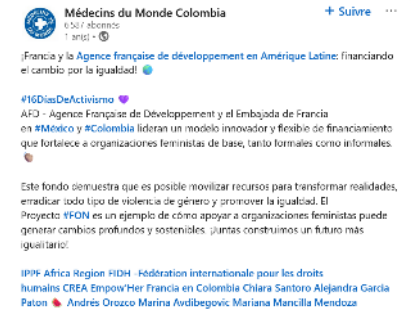 Médecins du Monde Colombia
+ Suivre ...
6 587 abonnés
1 an(s) •
¡Francia y la Agence française de développement en Amérique Latine: financiando
el cambio por la igualdad!
#16DíasDeActivismo
AFD - Agence Française de Développement y el Embajada de Francia
en #México y #Colombia lideran un modelo innovador y flexible de financiamiento
que fortalece a organizaciones feministas de base, tanto formales como informales.
Este fondo demuestra que es posible movilizar recursos para transformar realidades,
erradicar todo tipo de violencia de género y promover la igualdad. El
Proyecto #FON es un ejemplo de cómo apoyar a organizaciones feministas puede
generar cambios profundos y sostenibles. ¡Juntas construimos un futuro más
igualitario!
IPPF Africa Region FIDH -Fédération internationale pour les droits
humains CREA Empow'Her Francia en Colombia Chiara Santoro Alejandra Garcia
Paton Andrés Orozco Marina Avdibegovic Mariana Mancilla Mendoza